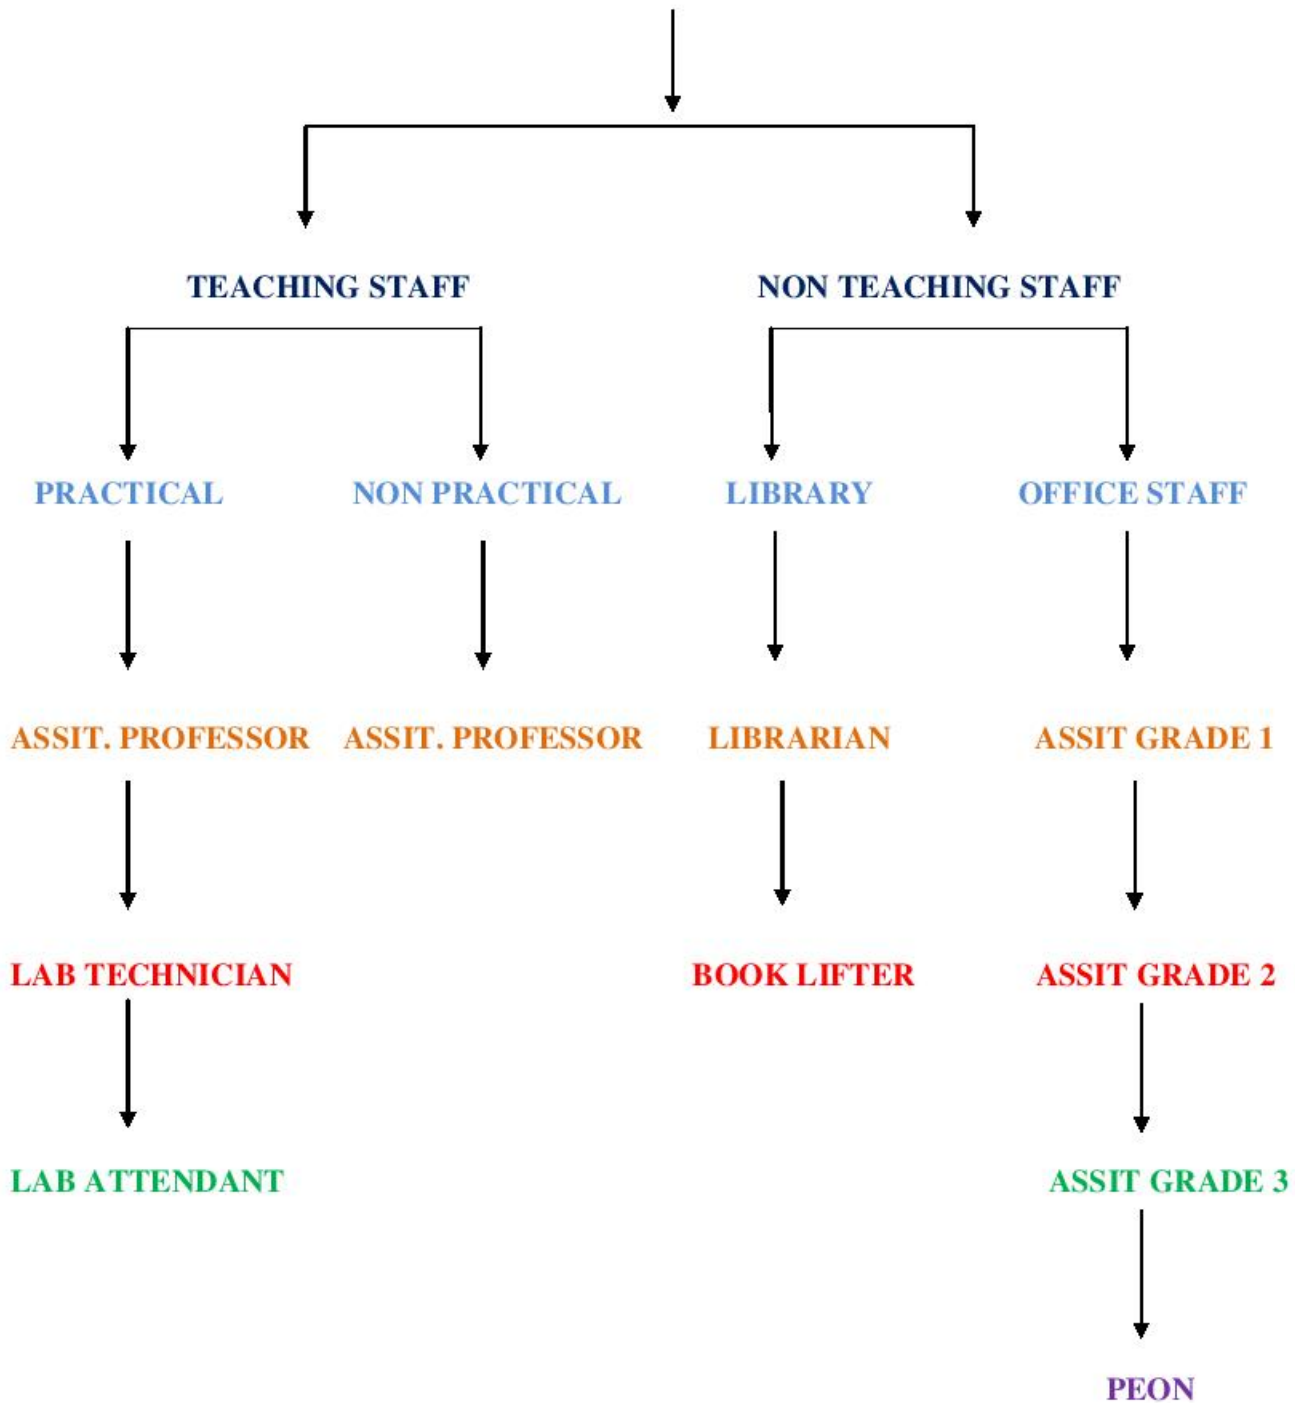 TEACHING STAFF NON TEACHING STAFF
PRACTICAL NON PRACTICAL LIBRARY OFFICE STAFF
ASSIT. PROFESSOR ASSIT. PROFESSOR LIBRARIAN ASSIT GRADE 1
LAB TECHNICIAN BOOK LIFTER ASSIT GRADE 2
LAB ATTENDANT ASSIT GRADE 3
PEON